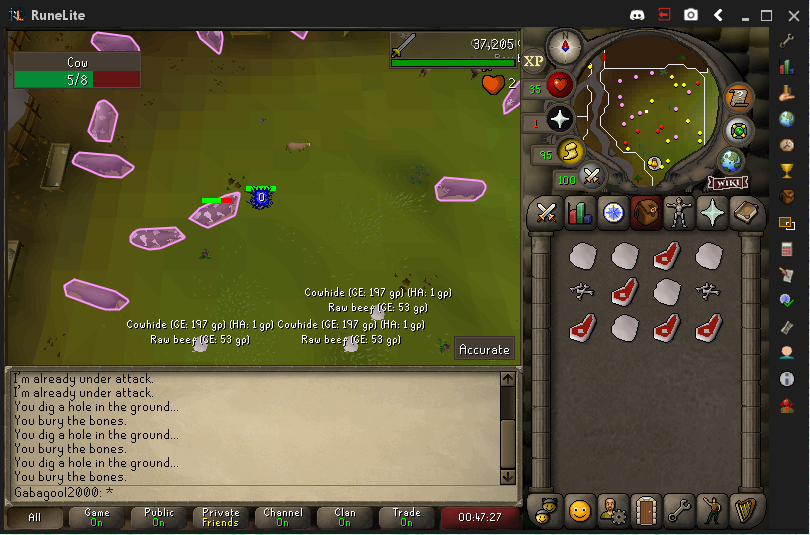 RuneLite
Cow
5/8
37,205
2
XP
35
1
95
100
WIKI
0
Cowhide (GE: 197 gp) (HA: 1 gp)
Raw beef (GE: 53 gp)
Cowhide (GE: 197 gp) (HA: 1 gp) Cowhide (GE: 197 gp) (HA: 1 gp)
Raw beef (GE: 53 gp) Raw beef (GE: 53 gp)
Accurate
I'm already under attack.
I'm already under attack.
You dig a hole in the ground...
You bury the bones.
You dig a hole in the ground...
You bury the bones.
You dig a hole in the ground...
You bury the bones.
Gabagool2000: *
All
Game
On
Public
On
Private
Friends
Channel
On
Clan
On
Trade
On
00:47:27